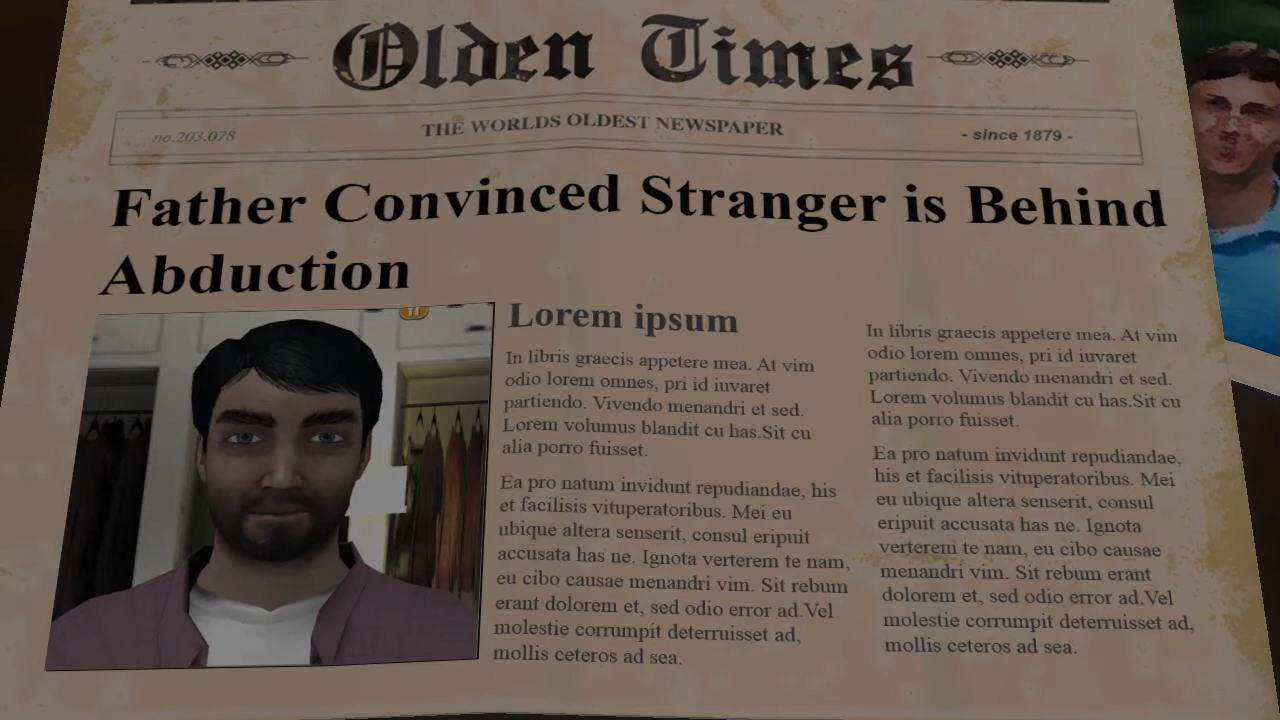 Olden Times
no.203.078
THE WORLDS OLDEST NEWSPAPER
- since 1879 -
Father Convinced Stranger is Behind
Abduction
Lorem ipsum
In libris graecis appetere mea. At vim
odio lorem omnes, pri id iuvaret
partiendo. Vivendo menandri et sed.
Lorem volumus blandit cu has.Sit cu
alia porro fuisset.
Ea pro natum invidunt repudiandae, his
et facilisis vituperatoribus. Mei eu
ubique altera senserit, consul eripuit
accusata has ne. Ignota verterem te nam,
eu cibo causae menandri vim. Sit rebum
erant dolorem et, sed odio error ad.Vel
molestie corrumpit deterruisset ad,
mollis ceteros ad sea.
In libris graecis appetere mea. At vim
odio lorem omnes, pri id iuvaret
partiendo. Vivendo menandri et sed.
Lorem volumus blandit cu has.Sit cu
alia porro fuisset.
Ea pro natum invidunt repudiandae,
his et facilisis vituperatoribus. Mei
eu ubique altera senserit, consul
eripuit accusata has ne. Ignota
verterem te nam, eu cibo causae
menandri vim. Sit rebum erant
dolorem et, sed odio error ad.Vel
molestie corrumpit deterruisset ad,
mollis ceteros ad sea.